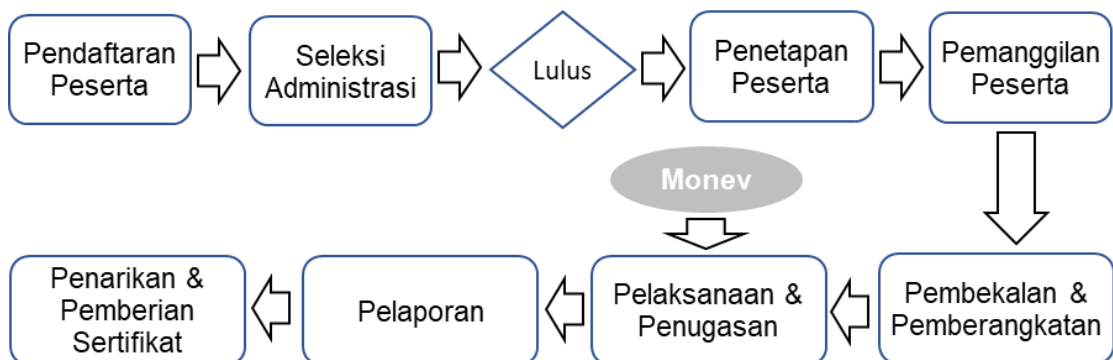 Pendaftaran
Peserta
Seleksi
Administrasi
Lulus
Penetapan
Peserta
Pemanggilan
Peserta
Monev
Penarikan &
Pemberian
Sertifikat
Pelaporan
Pelaksanaan &
Penugasan
Pembekalan &
Pemberangkatan